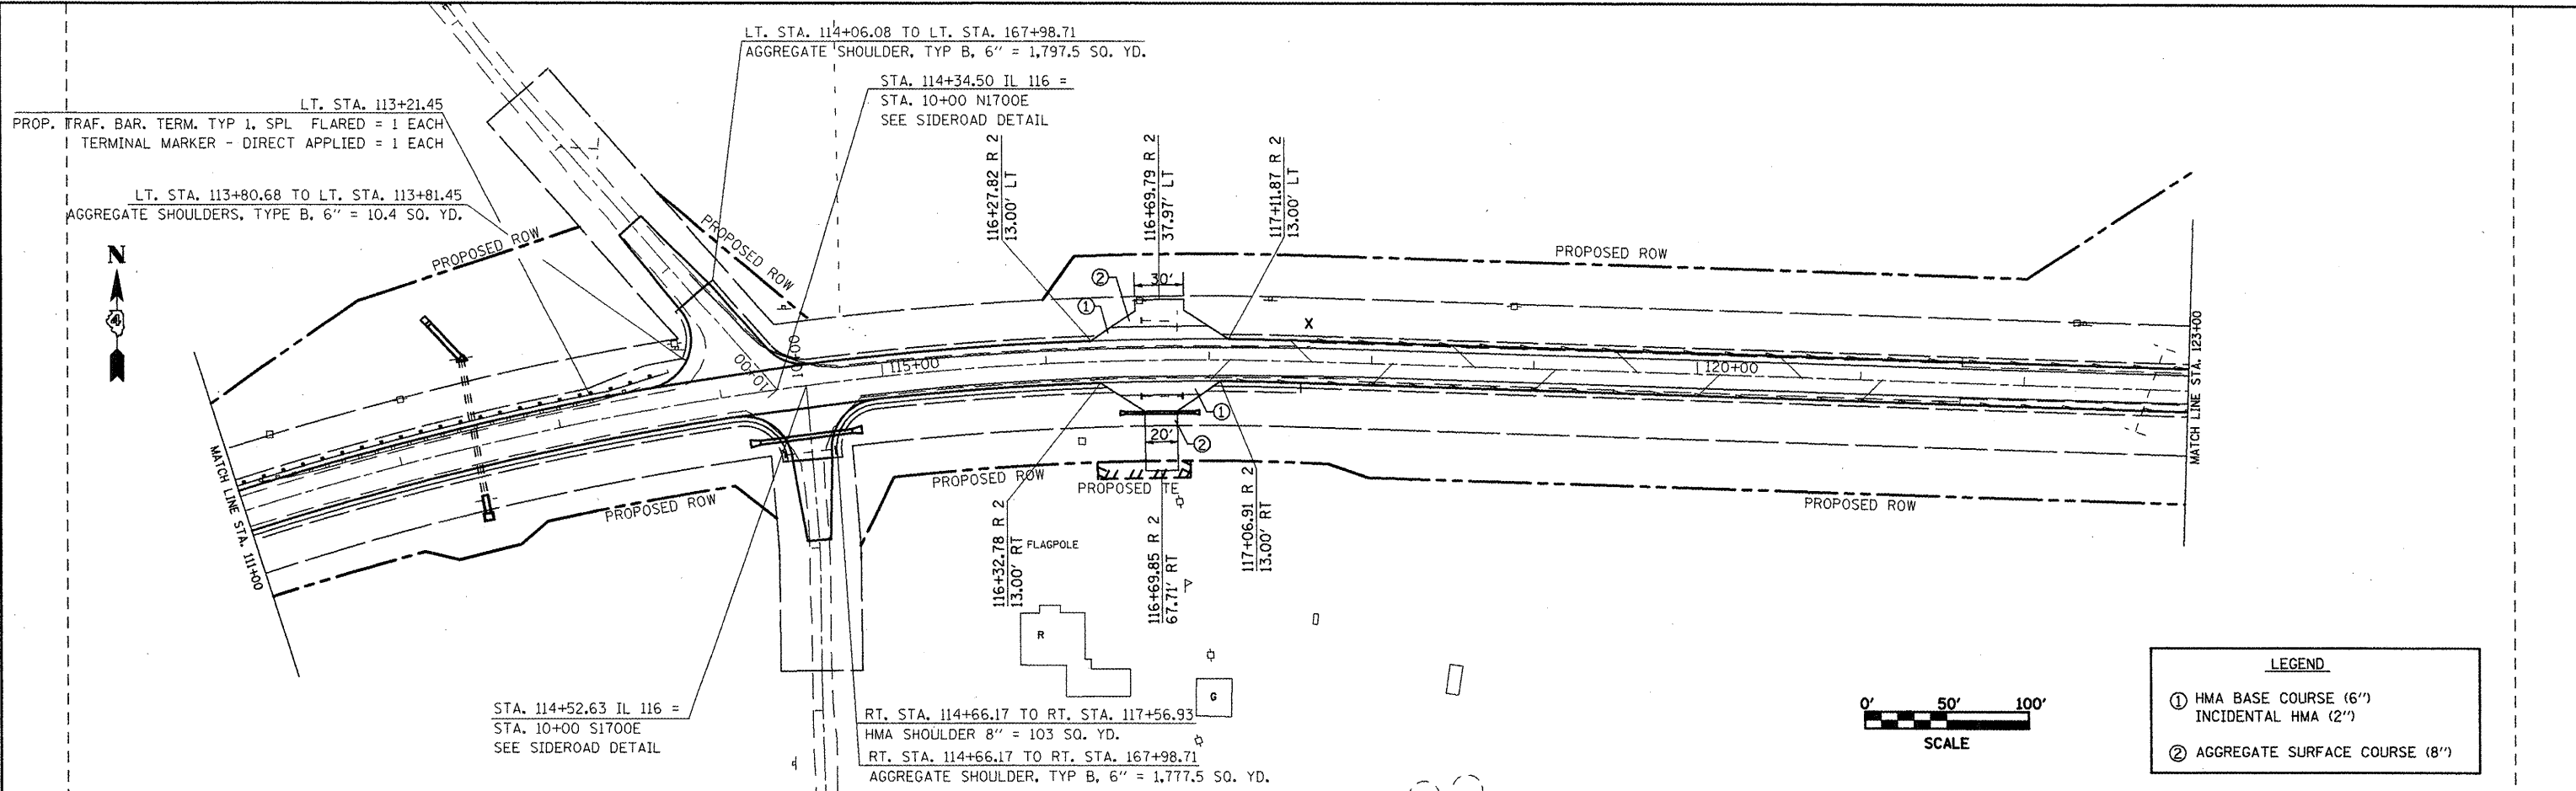 LT. STA. 114+06.08 TO LT. STA. 167+98.71
AGGREGATE SHOULDER, TYP B, 6" = 1,797.5 SQ. YD.
STA. 114+34.50 IL 116 =
STA. 10+00 N1700E
SEE SIDEROAD DETAIL
LT. STA. 113+21.45
PROP. TRAF. BAR. TERM. TYP 1, SPL FLARED = 1 EACH
TERMINAL MARKER - DIRECT APPLIED = 1 EACH
LT. STA. 113+80.68 TO LT. STA. 113+81.45
AGGREGATE SHOULDERS, TYPE B, 6" = 10.4 SQ. YD.
N
4
PROPOSED ROW
PROPOSED ROW
116+27.82 R 2
13.00' LT
116+69.79 R 2
37.97' LT
117+11.87 R 2
13.00' LT
PROPOSED ROW
2
30'
1
X
10+00
10+00
115+00
120+00
MATCH LINE STA. 123+00
MATCH LINE STA. 111+00
1
20'
2
PROPOSED ROW
PROPOSED ROW
PROPOSED TE
PROPOSED ROW
116+32.78 R 2
13.00' RT
FLAGPOLE
116+69.85 R 2
67.71' RT
117+06.91 R 2
13.00' RT
R
G
STA. 114+52.63 IL 116 =
STA. 10+00 S1700E
SEE SIDEROAD DETAIL
RT. STA. 114+66.17 TO RT. STA. 117+56.93
HMA SHOULDER 8" = 103 SQ. YD.
RT. STA. 114+66.17 TO RT. STA. 167+98.71
AGGREGATE SHOULDER, TYP B, 6" = 1,777.5 SQ. YD.
0' 50' 100'
SCALE
LEGEND
1 HMA BASE COURSE (6")
INCIDENTAL HMA (2")
2 AGGREGATE SURFACE COURSE (8")